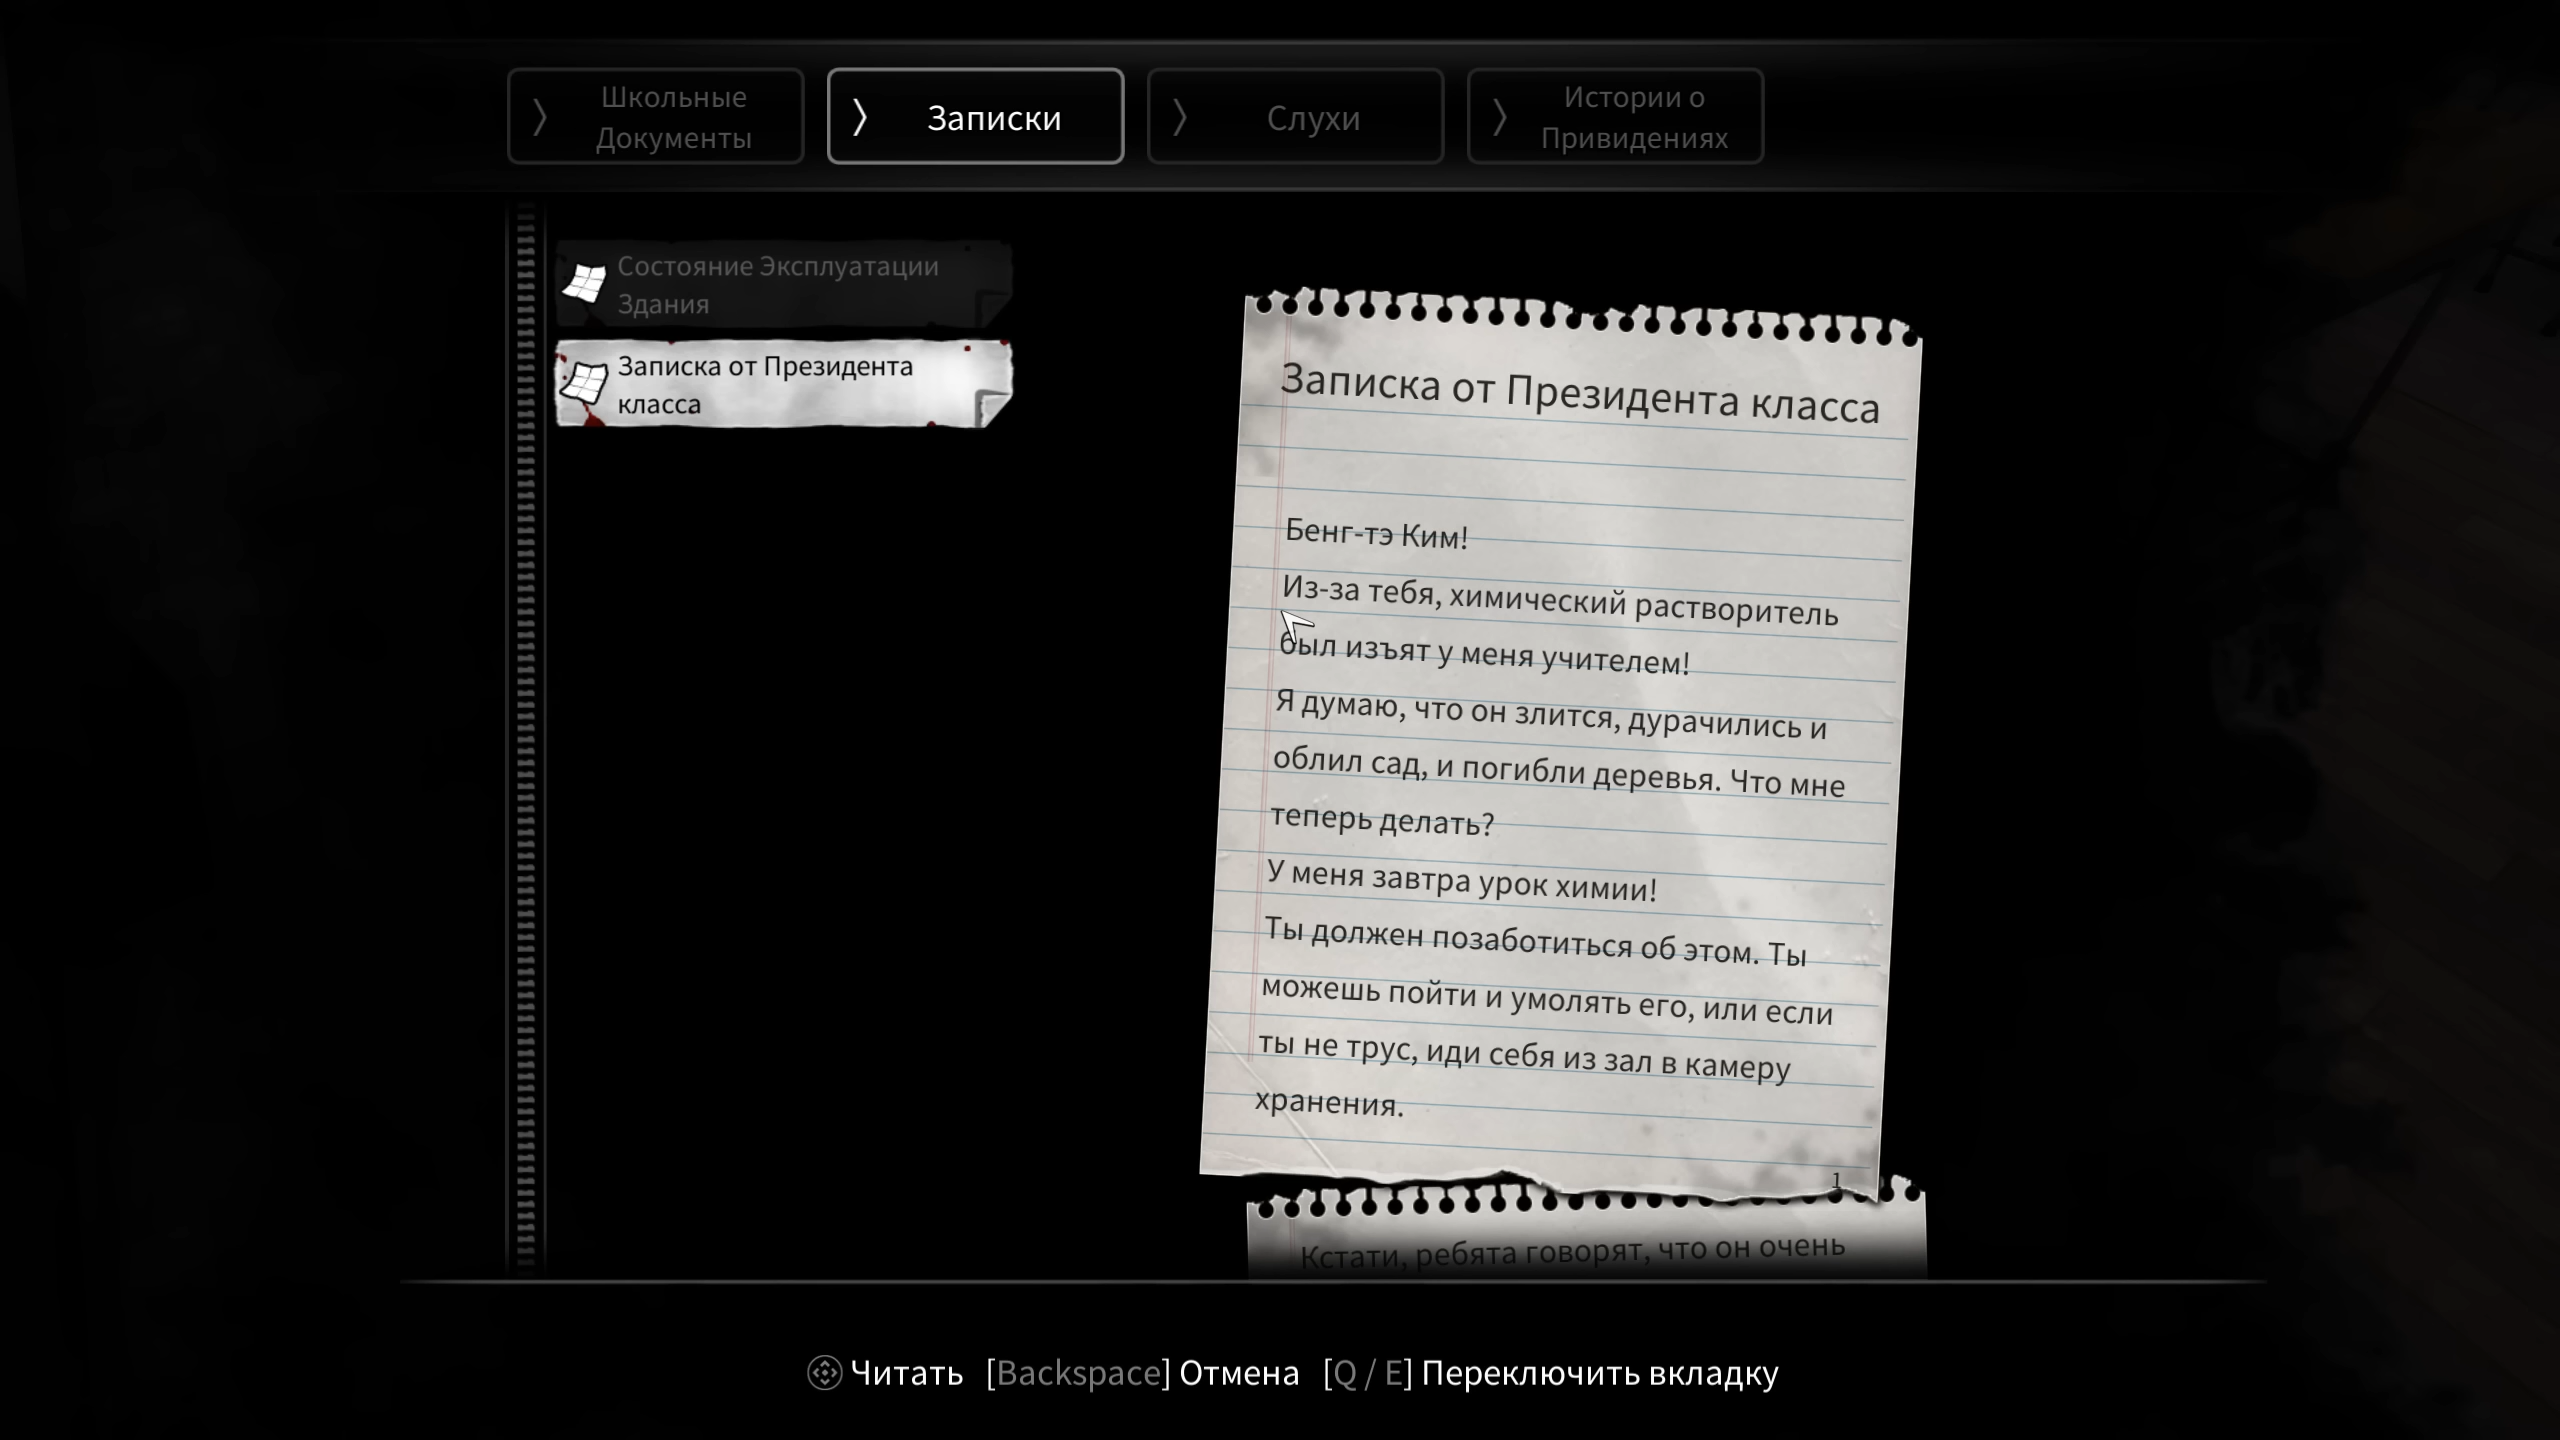 Школьные
Документы
Записки
Слухи
Истории о
Привидениях
Состояние Эксплуатации
Здания
Записка от Президента
класса
Записка от Президента класса
Бенг-тэ Ким!
Из-за тебя, химический растворитель
был изъят у меня учителем!
Я думаю, что он злится, дурачились и
облил сад, и погибли деревья. Что мне
теперь делать?
У меня завтра урок химии!
Ты должен позаботиться об этом. Ты
можешь пойти и умолять его, или если
ты не трус, иди себя из зал в камеру
хранения.
1
Кстати, ребята говорят, что он очень
Читать [Backspace] Отмена [Q / E] Переключить вкладку